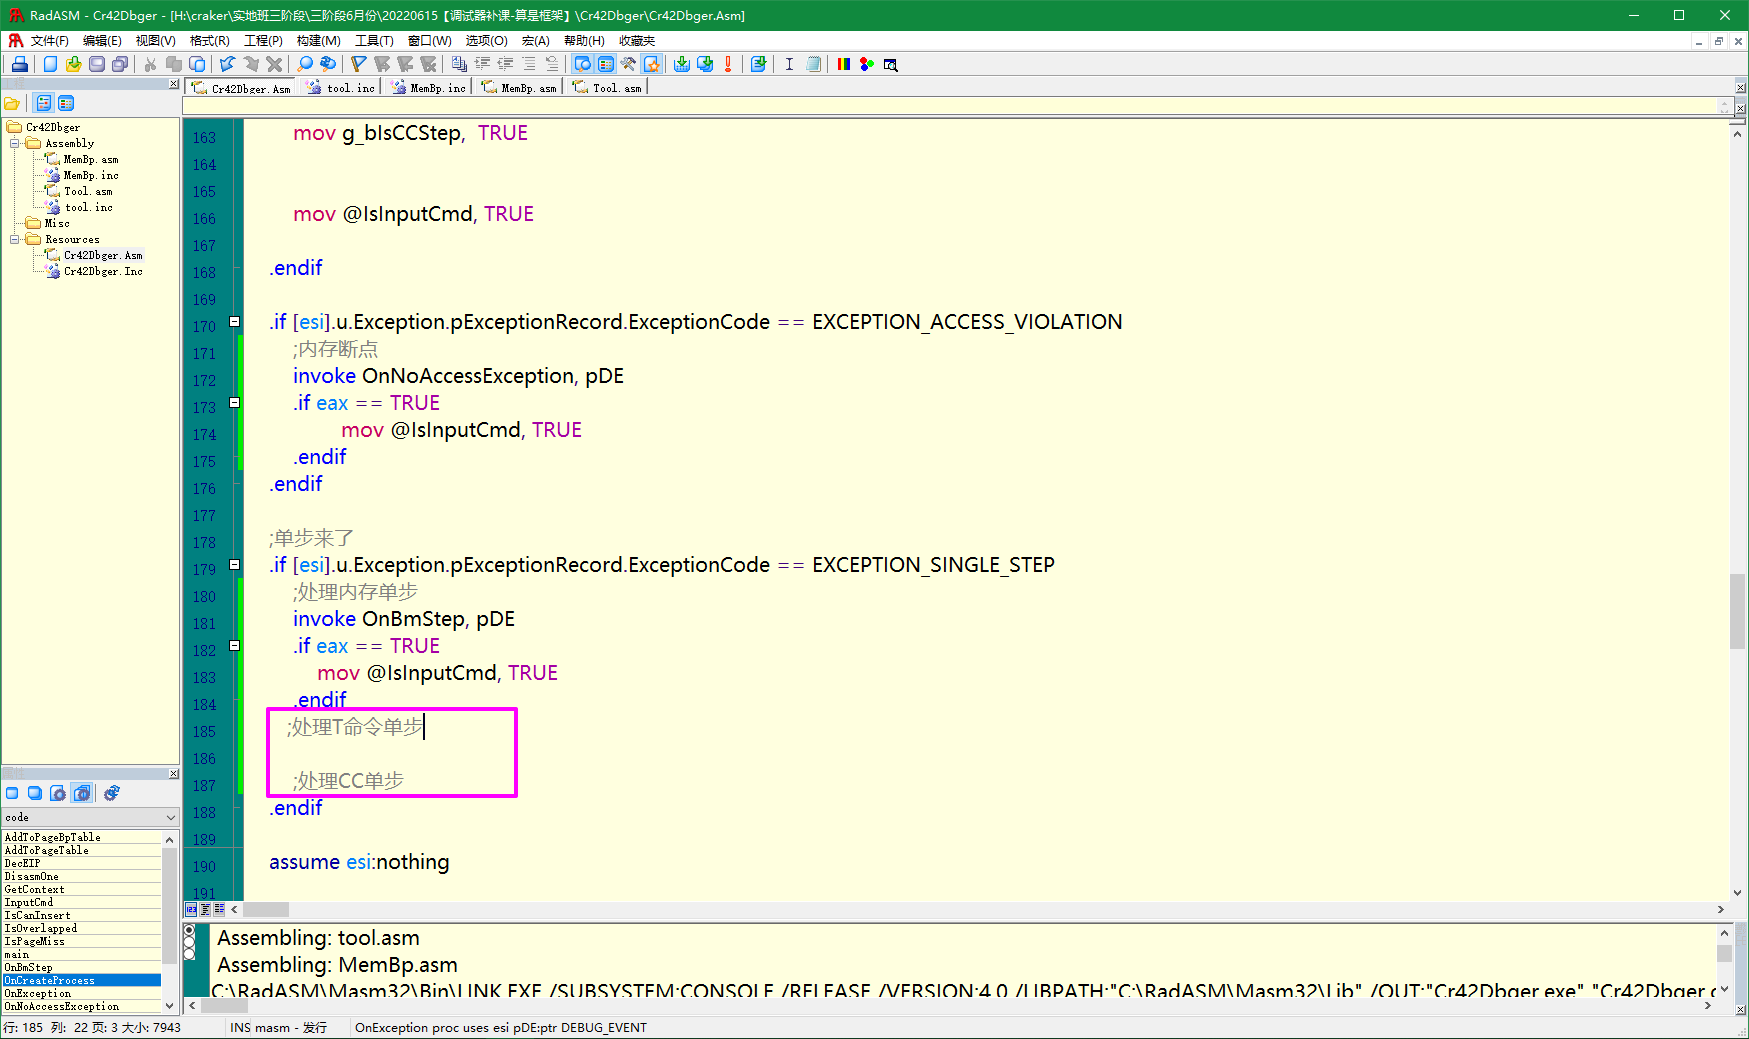 RadASM - Cr42Dbger - [H:\craker\实地班三阶段\三阶段6月份\20220615【调试器补课-算是框架】\Cr42Dbger\Cr42Dbger.Asm]
文件(F) 编辑(E) 视图(V) 格式(R) 工程(P) 构建(M) 工具(T) 窗口(W) 选项(O) 宏(A) 帮助(H) 收藏夹
Cr42Dbger.Asm tool.inc MemBp.inc MemBp.asm Tool.asm
Cr42Dbger
Assembly
MemBp.asm
MemBp.inc
Tool.asm
tool.inc
Misc
Resources
Cr42Dbger.Asm
Cr42Dbger.Inc
code
AddToPageBpTable
AddToPageTable
DecEIP
DisasmOne
GetContext
InputCmd
IsCanInsert
IsOverlapped
IsPageMiss
main
OnBmStep
OnCreateProcess
OnException
OnNoAccessException
163 mov g_bIsCCStep, TRUE
164
165
166 mov @IsInputCmd, TRUE
167
168 .endif
169
170 .if [esi].u.Exception.pExceptionRecord.ExceptionCode == EXCEPTION_ACCESS_VIOLATION
171 ;内存断点
172 invoke OnNoAccessException, pDE
173 .if eax == TRUE
174 mov @IsInputCmd, TRUE
175 .endif
176 .endif
177
178 ;单步来了
179 .if [esi].u.Exception.pExceptionRecord.ExceptionCode == EXCEPTION_SINGLE_STEP
180 ;处理内存单步
181 invoke OnBmStep, pDE
182 .if eax == TRUE
183 mov @IsInputCmd, TRUE
184 .endif
185 ;处理T命令单步
186
187 ;处理CC单步
188 .endif
189
190 assume esi:nothing
191
Assembling: tool.asm
Assembling: MemBp.asm
C:\RadASM\Masm32\Bin\LINK.EXE /SUBSYSTEM:CONSOLE /RELEASE /VERSION:4.0 /LIBPATH:"C:\RadASM\Masm32\Lib" /OUT:"Cr42Dbger.exe" "Cr42Dbger.o
行: 185 列: 22 页: 3 大小: 7943 INS masm - 发行 OnException proc uses esi pDE:ptr DEBUG_EVENT